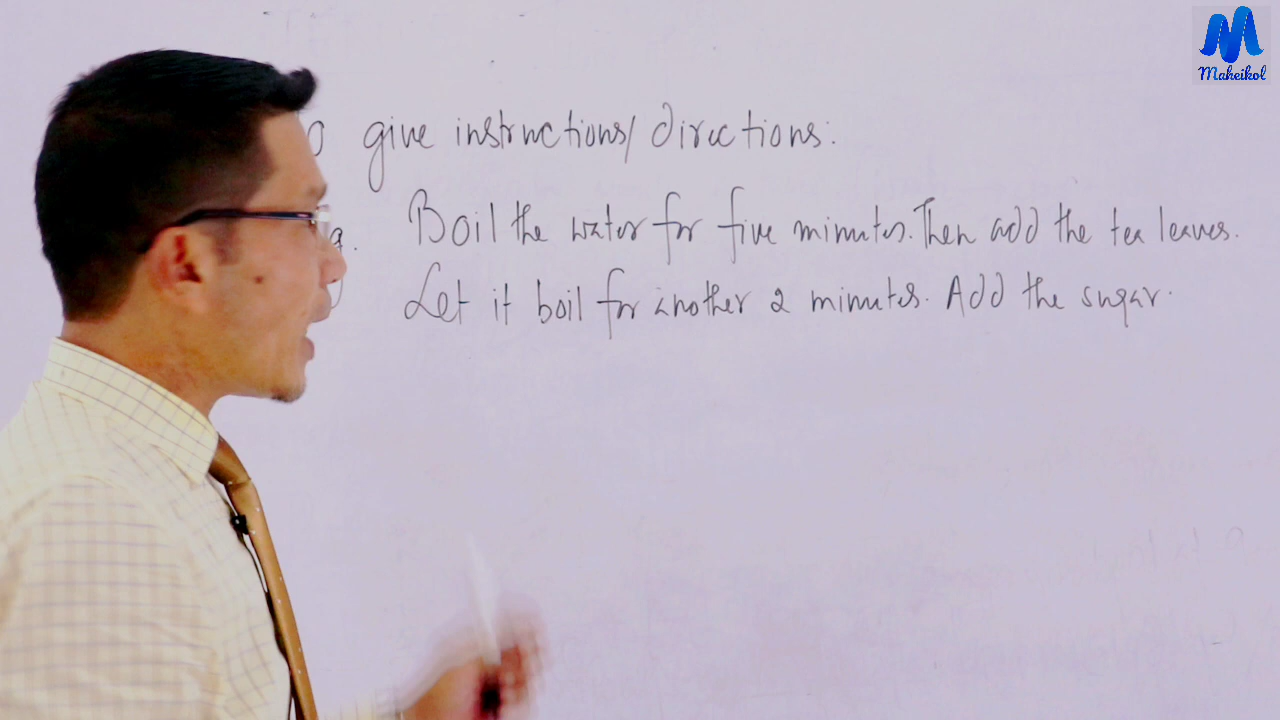 Maheikol
give instructions/ directions:
Boil the water for five minutes. Then add the tea leaves.
Let it boil for another 2 minutes. Add the sugar.